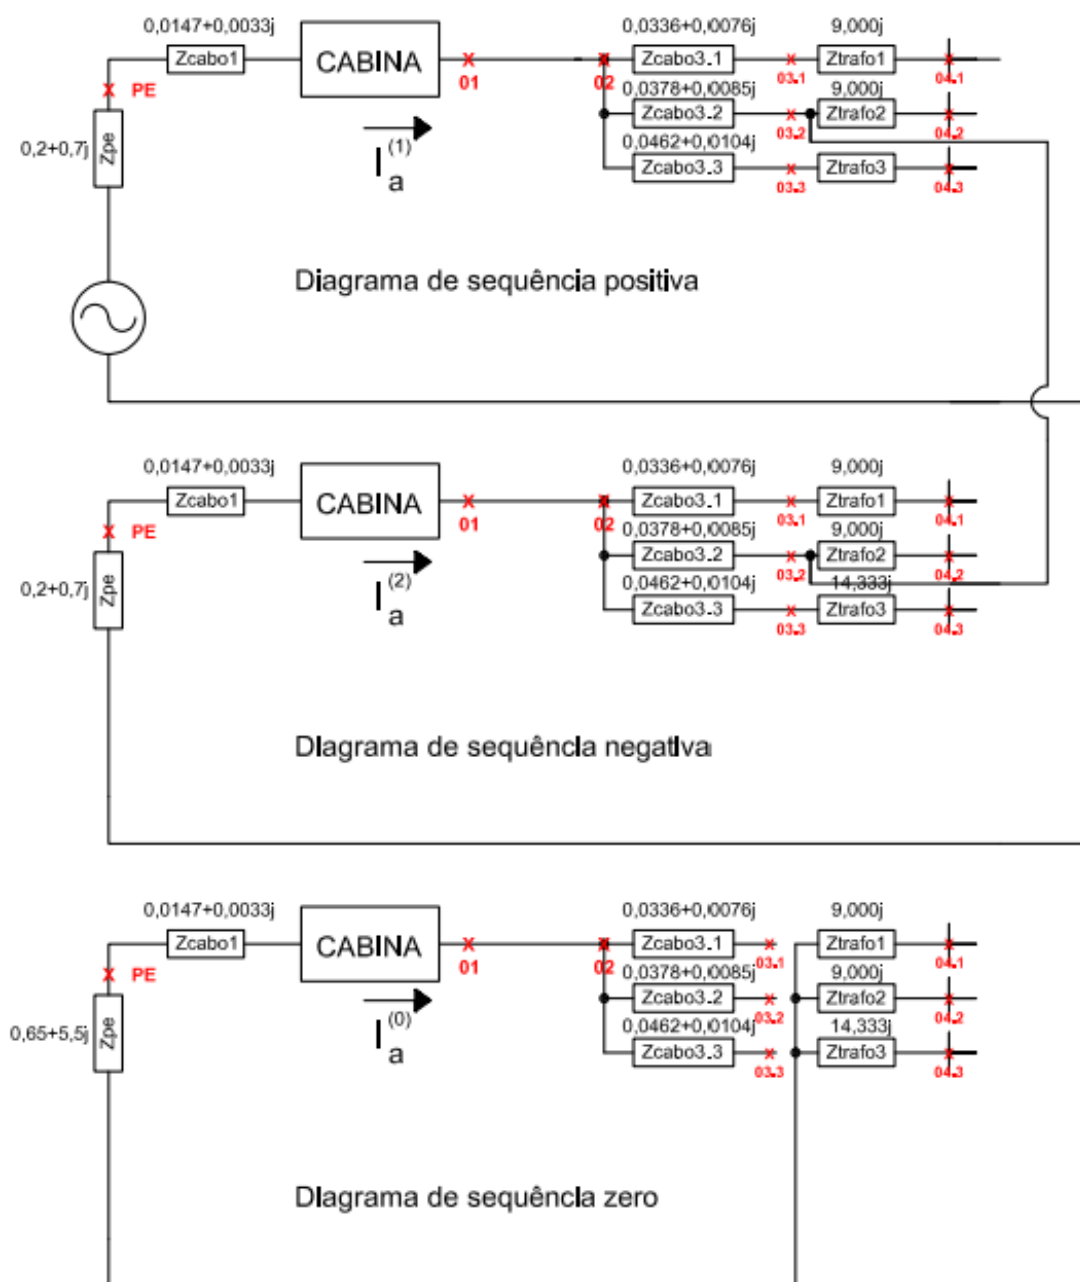 0,0147+0,0033j
0,0336+0,0076j
9,000j
Zcabo1
CABINA
Zcabo3.1
Ztrafo1
01
02
03.1
04.1
PE
0,0378+0,0085j
9,000j
0,2+0,7j
Zpe
Zcabo3.2
Ztrafo2
03.2
04.2
I a (1)
0,0462+0,0104j
Zcabo3.3
Ztrafo3
03.3
04.3
Diagrama de sequência positiva
0,0147+0,0033j
0,0336+0,0076j
9,000j
Zcabo1
CABINA
Zcabo3.1
Ztrafo1
01
02
03.1
04.1
PE
0,0378+0,0085j
9,000j
0,2+0,7j
Zpe
Zcabo3.2
Ztrafo2
03.2
04.2
I a (2)
0,0462+0,0104j
14,333j
Zcabo3.3
Ztrafo3
03.3
04.3
Diagrama de sequência negativa
0,0147+0,0033j
0,0336+0,0076j
9,000j
Zcabo1
CABINA
Zcabo3.1
Ztrafo1
01
02
03.1
04.1
PE
0,0378+0,0085j
9,000j
0,65+5,5j
Zpe
Zcabo3.2
Ztrafo2
03.2
04.2
I a (0)
0,0462+0,0104j
14,333j
Zcabo3.3
Ztrafo3
03.3
04.3
Diagrama de sequência zero